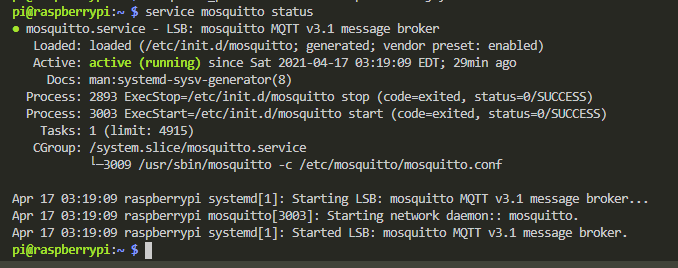 pi@raspberrypi:~ $ service mosquitto status
● mosquitto.service - LSB: mosquitto MQTT v3.1 message broker
   Loaded: loaded (/etc/init.d/mosquitto; generated; vendor preset: enabled)
   Active: active (running) since Sat 2021-04-17 03:19:09 EDT; 29min ago
     Docs: man:systemd-sysv-generator(8)
  Process: 2893 ExecStop=/etc/init.d/mosquitto stop (code=exited, status=0/SUCCESS)
  Process: 3003 ExecStart=/etc/init.d/mosquitto start (code=exited, status=0/SUCCESS)
    Tasks: 1 (limit: 4915)
   CGroup: /system.slice/mosquitto.service
           └─3009 /usr/sbin/mosquitto -c /etc/mosquitto/mosquitto.conf

Apr 17 03:19:09 raspberrypi systemd[1]: Starting LSB: mosquitto MQTT v3.1 message broker...
Apr 17 03:19:09 raspberrypi mosquitto[3003]: Starting network daemon:: mosquitto.
Apr 17 03:19:09 raspberrypi systemd[1]: Started LSB: mosquitto MQTT v3.1 message broker.
pi@raspberrypi:~ $